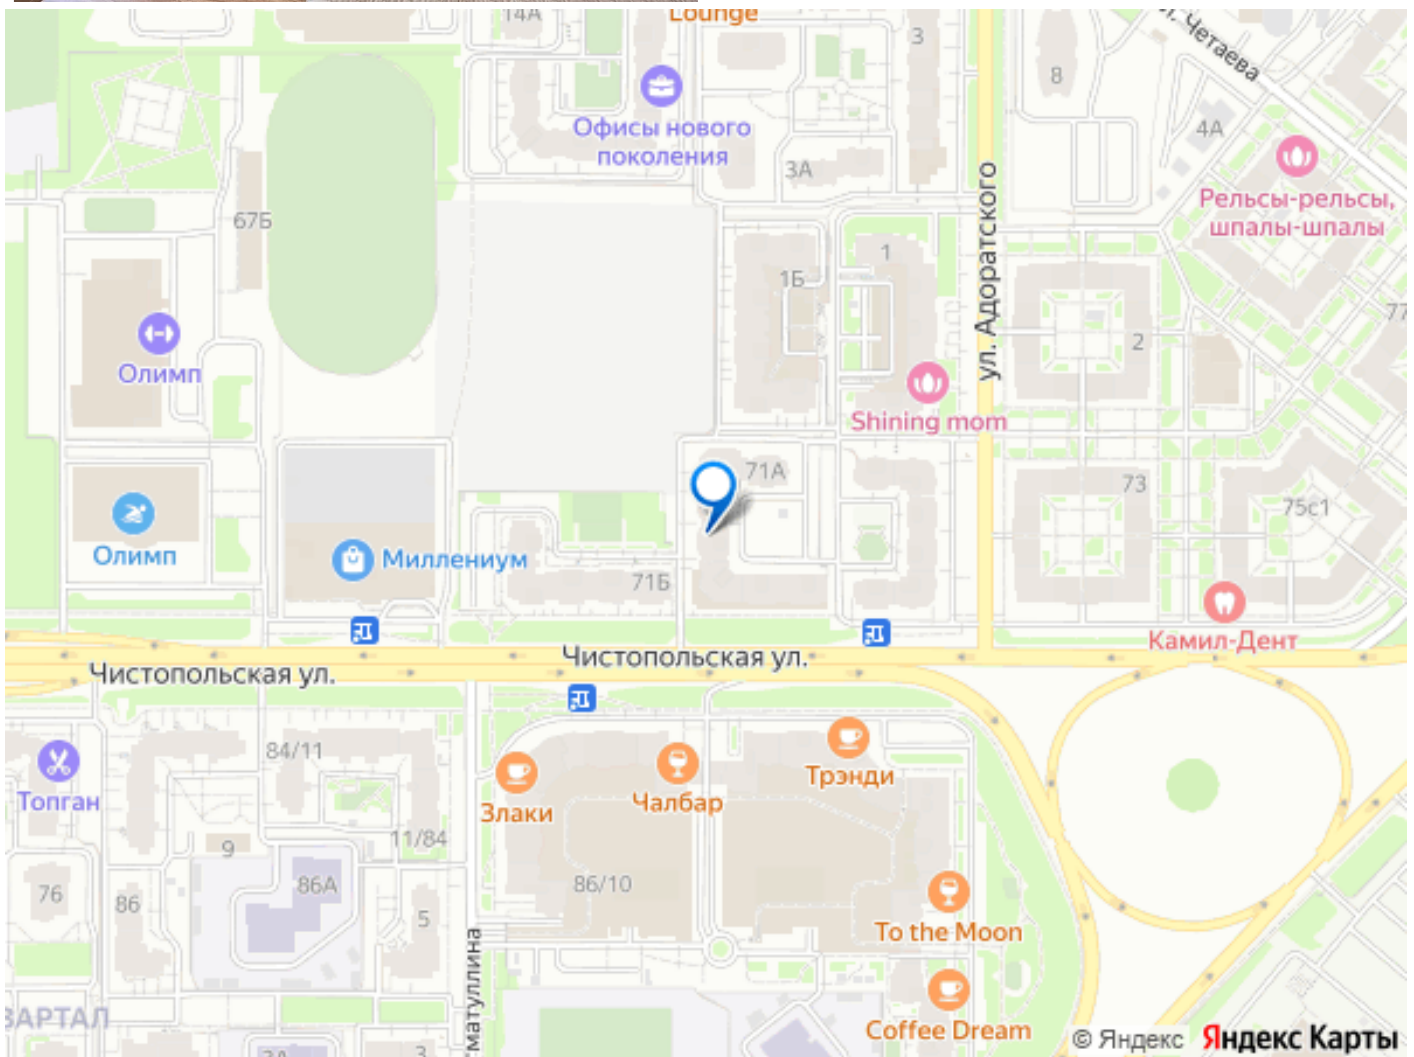 14А
Lounge
3
ул. Четаева
8
Офисы нового
поколения
4А
3А
Рельсы-рельсы,
шпалы-шпалы
67Б
1
1Б
ул. Адоратского
77
2
Олимп
Shining mom
71А
73
75с1
Олимп
Миллениум
71Б
Камил-Дент
Чистопольская ул.
Чистопольская ул.
84/11
Трэнди
Топган
Злаки
Чалбар
11/84
9
86А
86/10
76
86
5
To the Moon
Coffee Dream
© Яндекс Яндекс Карты